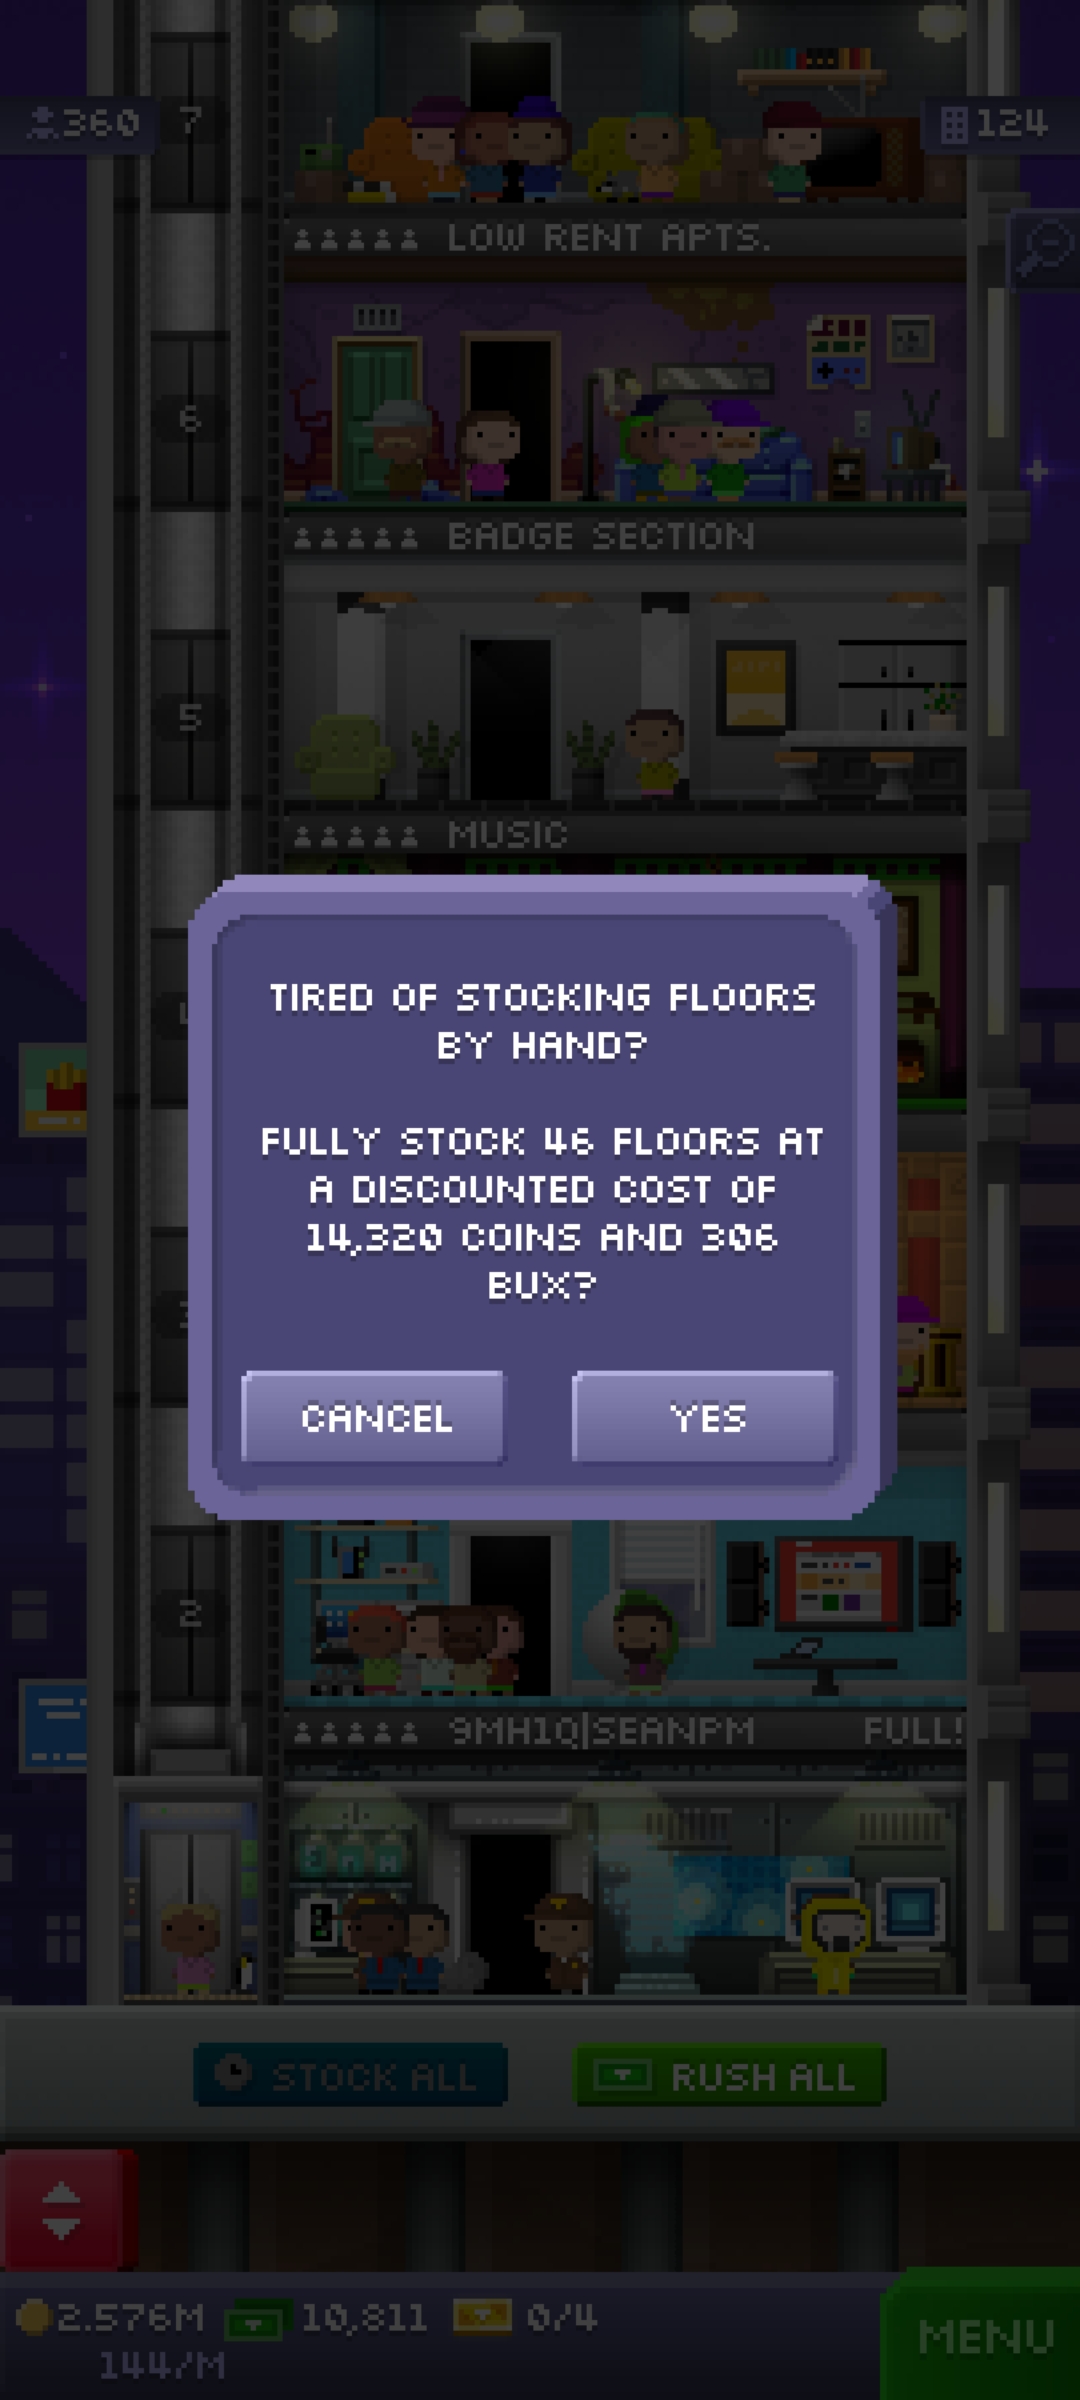 360
7
124
LOW RENT APTS.
6
BADGE SECTION
5
MUSIC
TIRED OF STOCKING FLOORS
BY HAND?
FULLY STOCK 46 FLOORS AT
A DISCOUNTED COST OF
14,320 COINS AND 306
BUX?
CANCEL
YES
2
9MH1Q|SEANPM
FULL!
STOCK ALL
RUSH ALL
2.576M
10,811
0/4
144/M
MENU